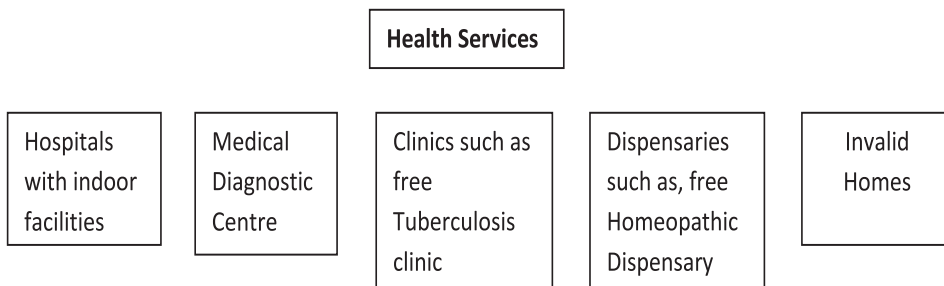 Health Services
Hospitals
with indoor
facilities
Medical
Diagnostic
Centre
Clinics such as
free
Tuberculosis
clinic
Dispensaries
such as, free
Homeopathic
Dispensary
Invalid
Homes